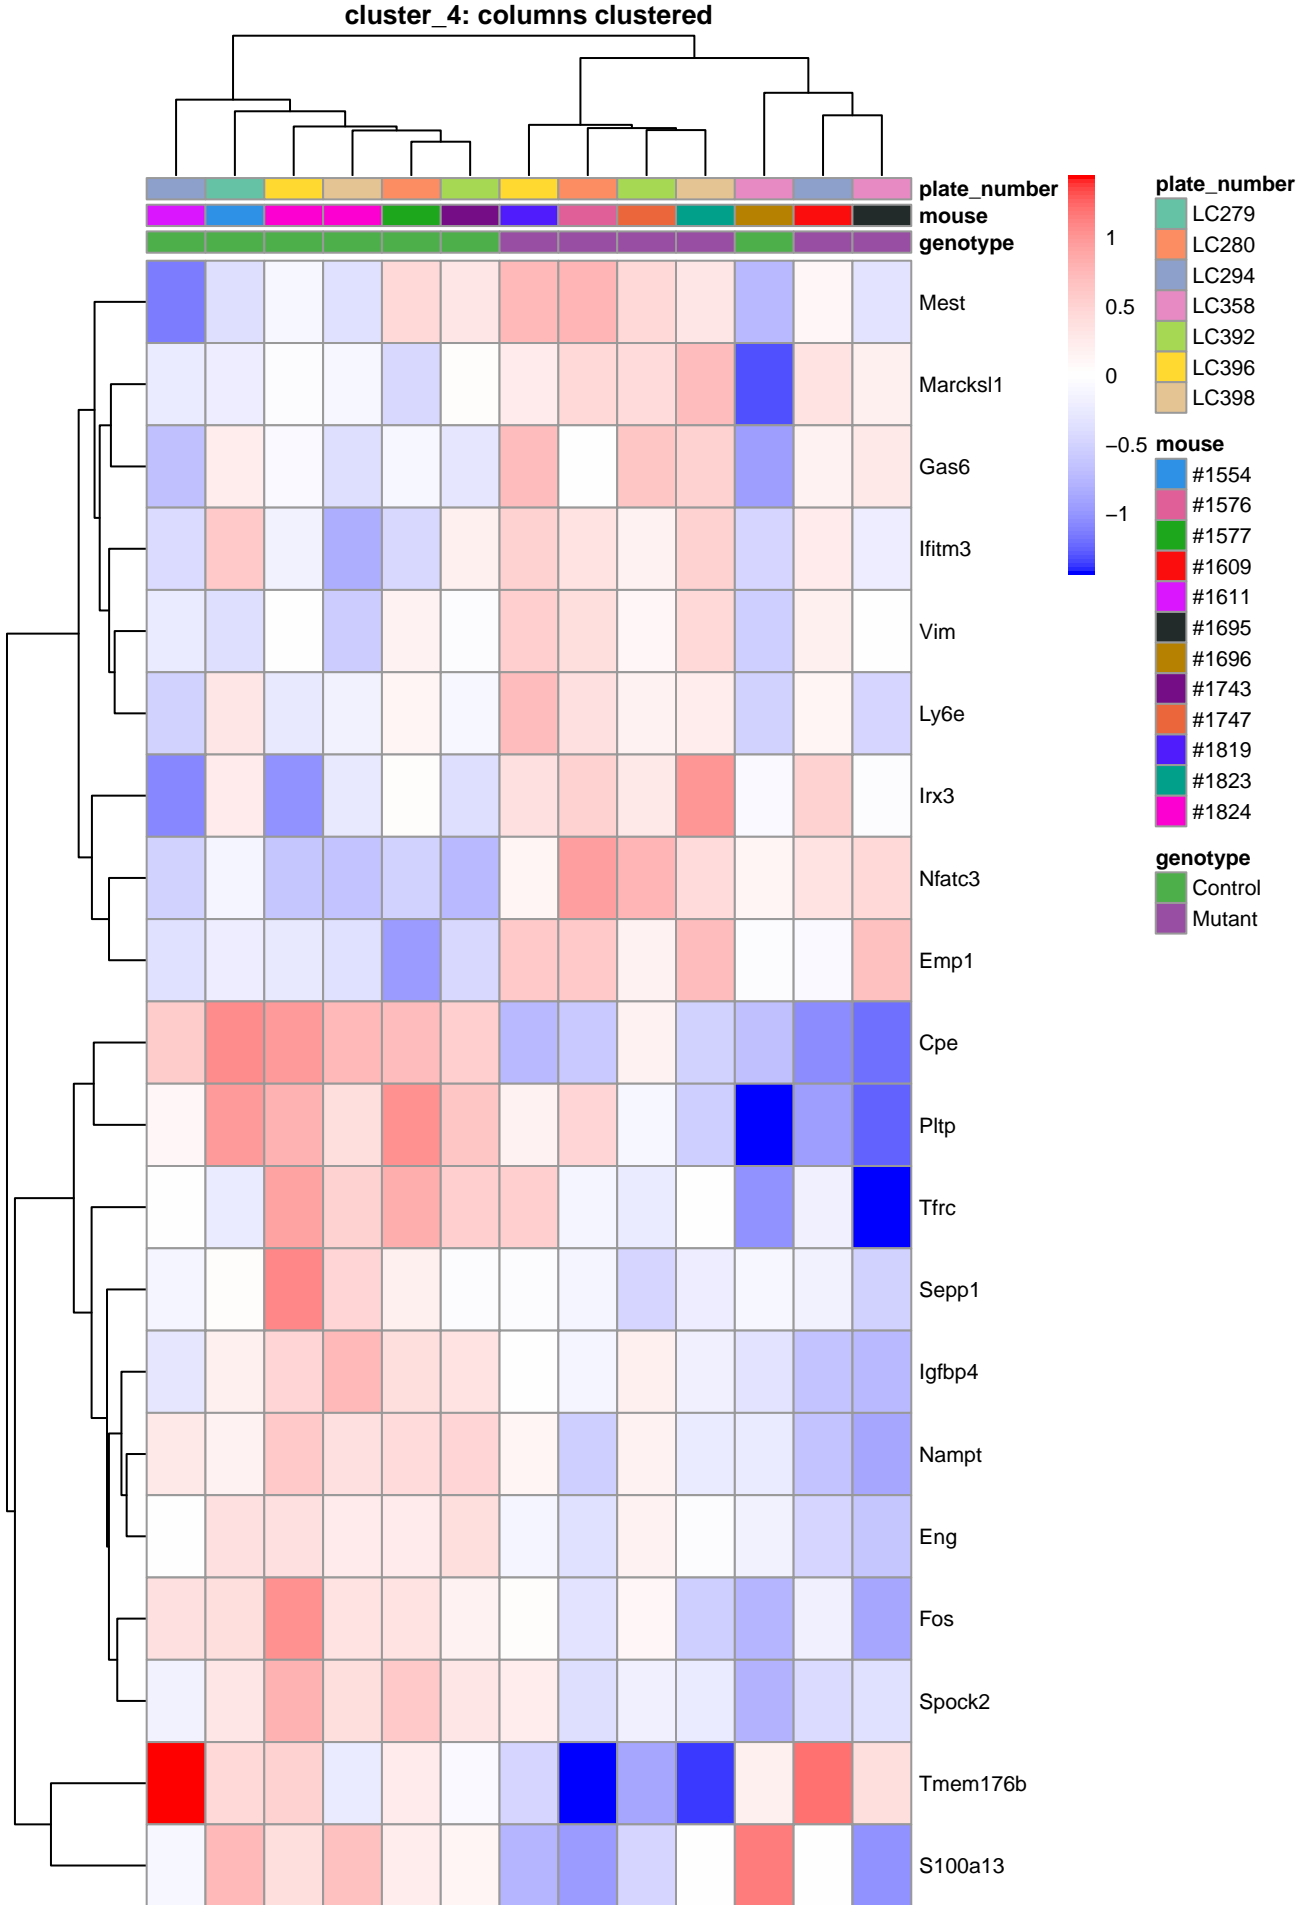 cluster_4: columns clustered
plate_number
mouse
genotype
Mest
Marcksl1
Gas6
Ifitm3
Vim
Ly6e
Irx3
Nfatc3
Emp1
Cpe
Pltp
Tfrc
Sepp1
Igfbp4
Nampt
Eng
Fos
Spock2
Tmem176b
S100a13
1
0.5
0
−0.5
−1
plate_number
LC279
LC280
LC294
LC358
LC392
LC396
LC398
mouse
#1554
#1576
#1577
#1609
#1611
#1695
#1696
#1743
#1747
#1819
#1823
#1824
genotype
Control
Mutant